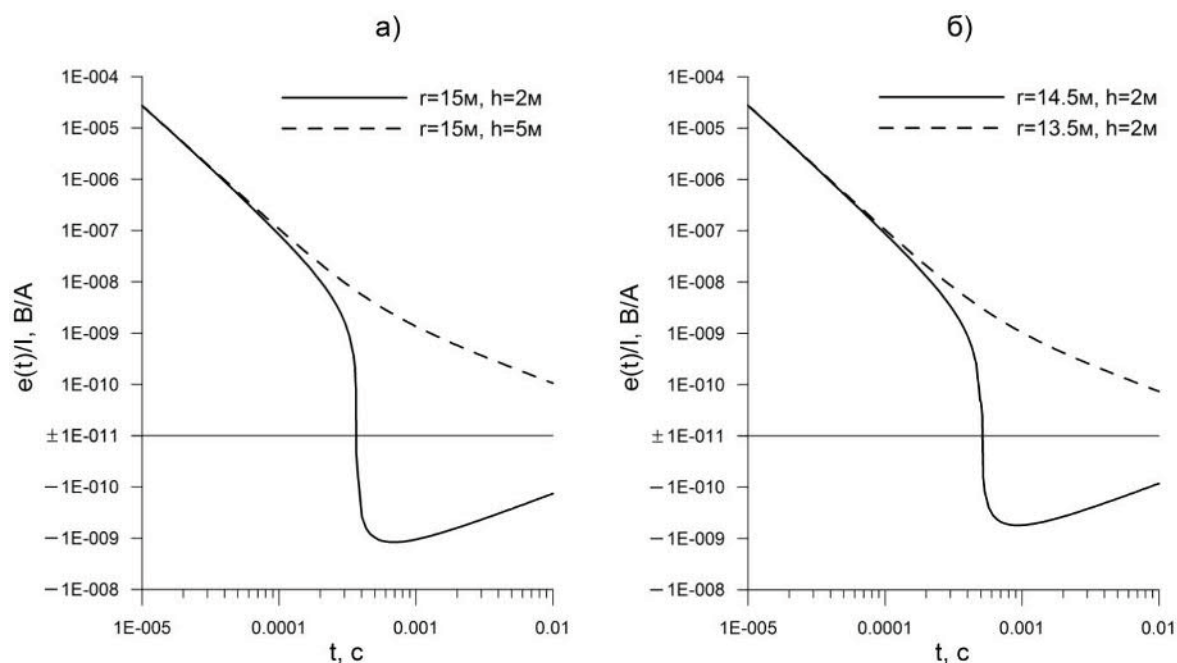 а)
1E-004
1E-005
1E-006
1E-007
1E-008
1E-009
1E-010
±1E-011
−1E-010
−1E-009
−1E-008
e(t)/I, В/А
r=15м, h=2м
r=15м, h=5м
1E-005
0.0001
0.001
0.01
t, с
б)
1E-004
1E-005
1E-006
1E-007
1E-008
1E-009
1E-010
±1E-011
−1E-010
−1E-009
−1E-008
e(t)/I, В/А
r=14.5м, h=2м
r=13.5м, h=2м
1E-005
0.0001
0.001
0.01
t, с